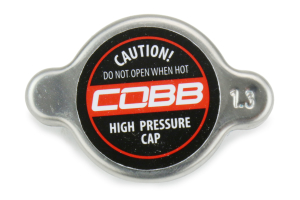 CAUTION!
DO NOT OPEN WHEN HOT
COBB
1.3
HIGH PRESSURE
CAP